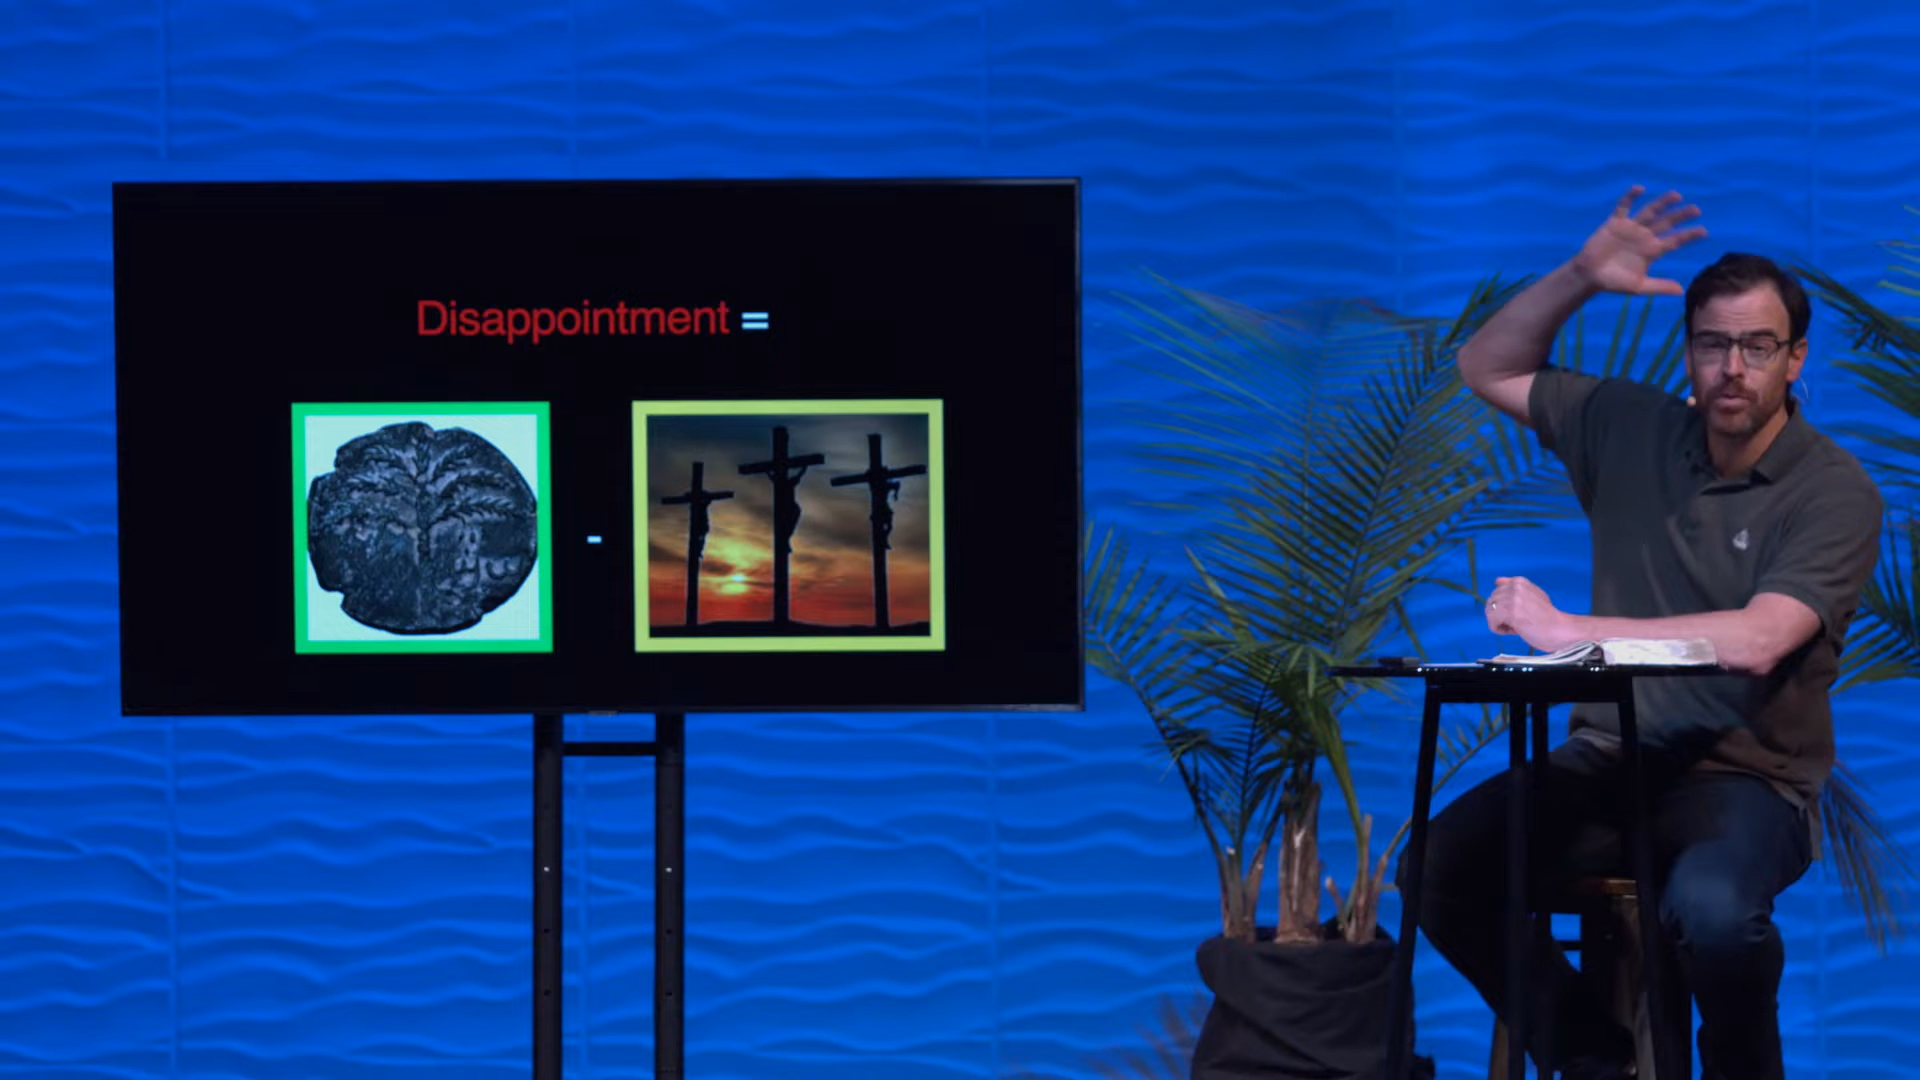 Disappointment =
-